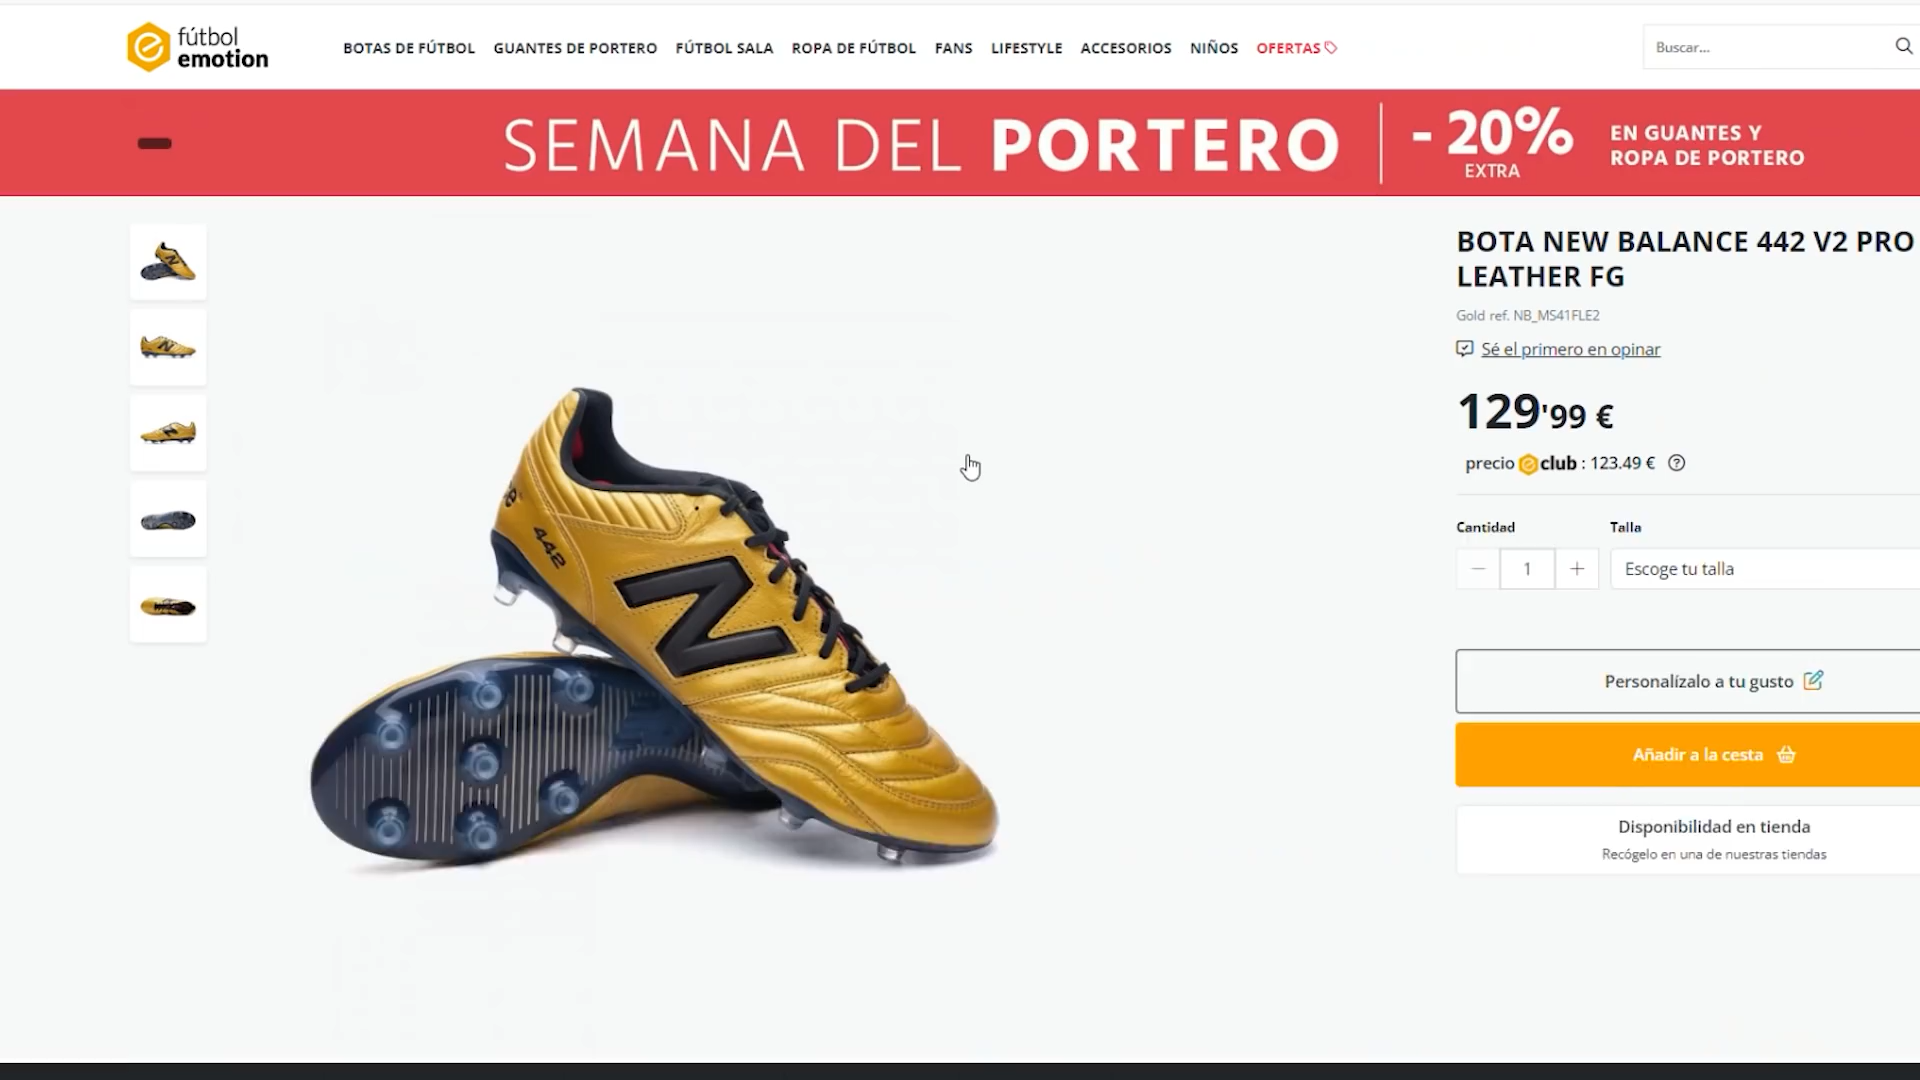 fútbol
emotion
BOTAS DE FÚTBOL GUANTES DE PORTERO FÚTBOL SALA ROPA DE FÚTBOL FANS LIFESTYLE ACCESORIOS NIÑOS OFERTAS
Buscar...
SEMANA DEL PORTERO
- 20%
EXTRA
EN GUANTES Y
ROPA DE PORTERO
BOTA NEW BALANCE 442 V2 PRO
LEATHER FG
Gold ref. NB_MS41FLE2
Sé el primero en opinar
129'99 €
precio e club : 123.49 €
Cantidad Talla
1
Escoge tu talla
Personalízalo a tu gusto
Añadir a la cesta
Disponibilidad en tienda
Recógelo en una de nuestras tiendas
442
N